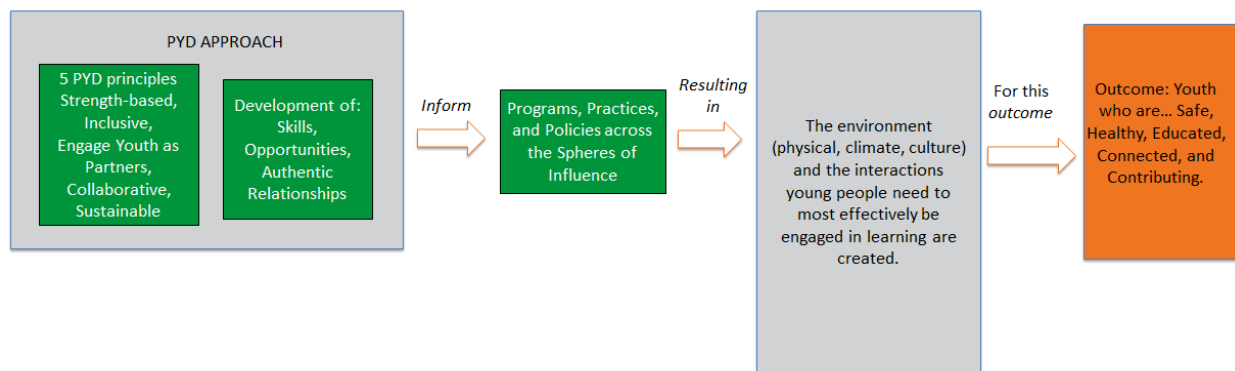 PYD APPROACH
5 PYD principles
Strength-based,
Inclusive,
Engage Youth as
Partners,
Collaborative,
Sustainable
Development of:
Skills,
Opportunities,
Authentic
Relationships
Inform
Programs, Practices,
and Policies across
the Spheres of
Influence
Resulting
in
The environment
(physical, climate, culture)
and the interactions
young people need to
most effectively be
engaged in learning are
created.
For this
outcome
Outcome: Youth
who are... Safe,
Healthy, Educated,
Connected, and
Contributing.